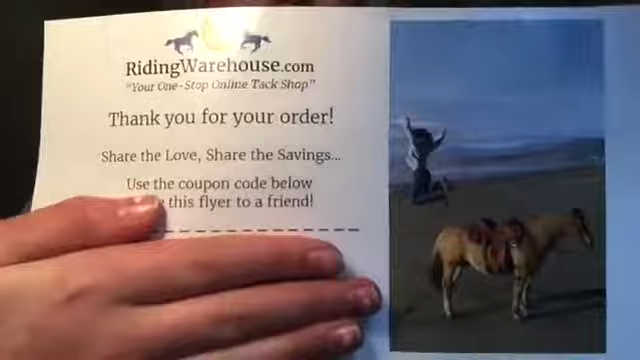 RidingWarehouse.com
"Your One-Stop Online Tack Shop"
Thank you for your order!
Share the Love, Share the Savings...
Use the coupon code below
this flyer to a friend!